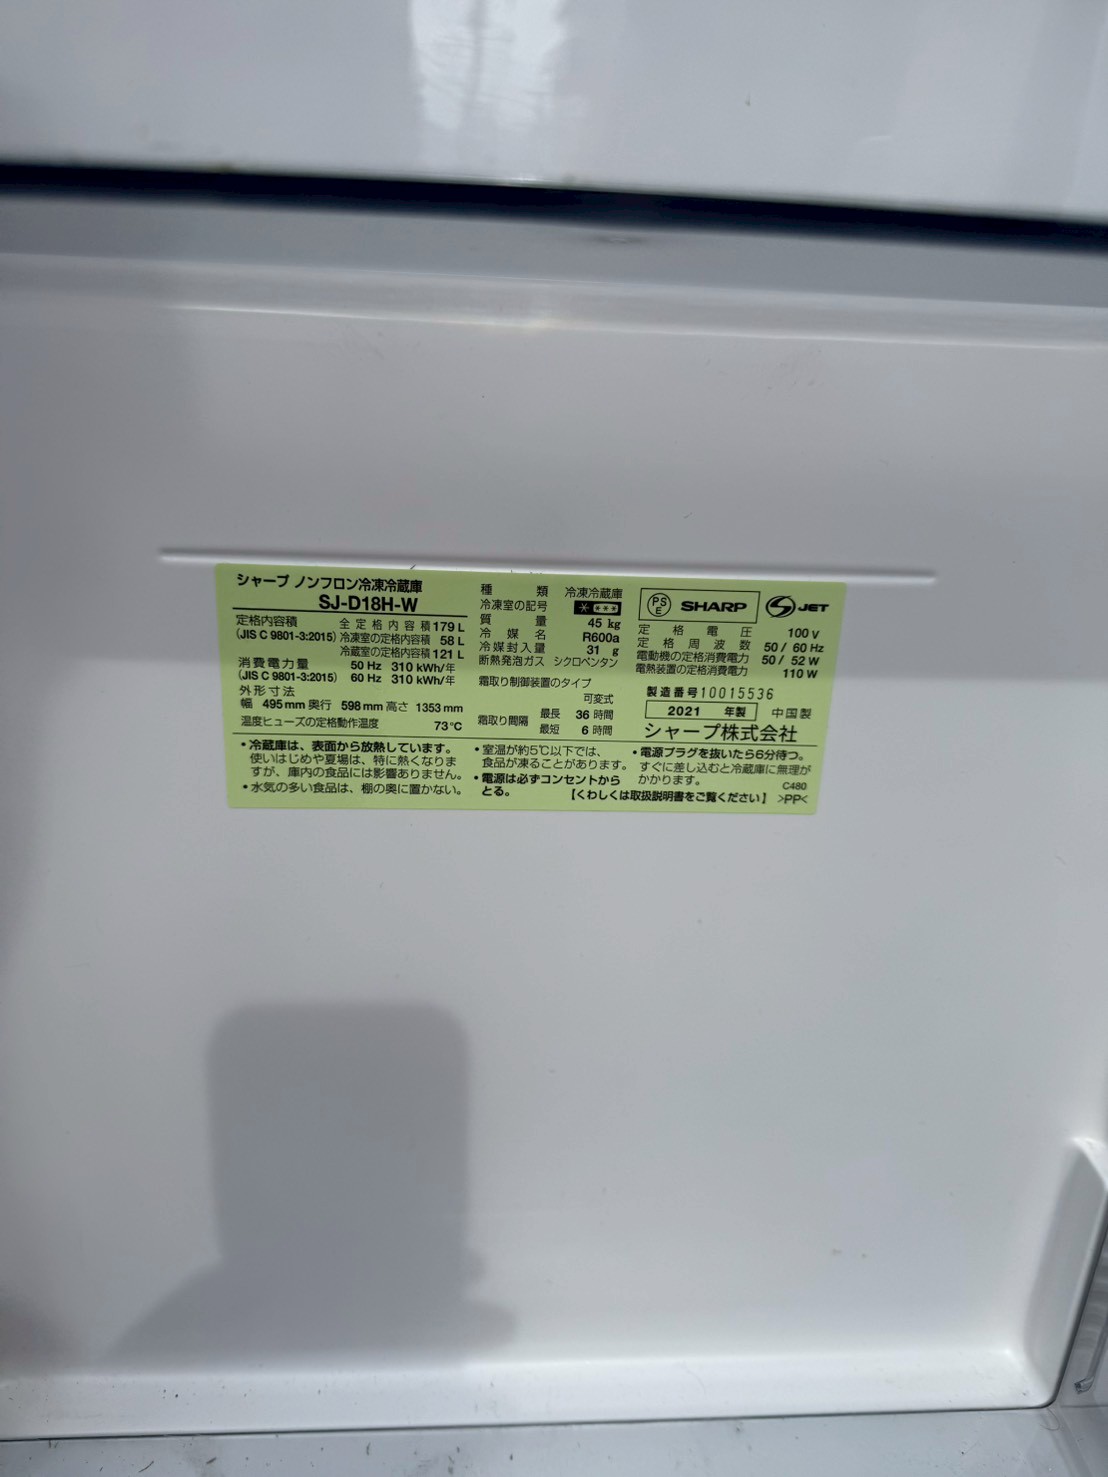 シャープ ノンフロン冷凍冷蔵庫
SJ-D18H-W
定格内容積 全定格内容積 179 L
(JIS C 9801-3:2015) 冷凍室の定格内容積 58 L
冷蔵室の定格内容積 121 L
消費電力量 50 Hz 310 kWh/年
(JIS C 9801-3:2015) 60 Hz 310 kWh/年
外形寸法
幅 495 mm 奥行 598 mm 高さ 1353 mm
温度ヒューズの定格動作温度 73℃
種類 冷凍冷蔵庫
冷凍室の記号
質量 45 kg
冷媒名 R600a
冷媒封入量 31 g
断熱発泡ガス シクロペンタン
霜取り制御装置のタイプ
可変式
霜取り間隔 最長 36 時間
最短 6 時間
PSE SHARP JET
定格電圧 100 V
定格周波数 50 / 60 Hz
電動機の定格消費電力 50 / 52 W
電熱装置の定格消費電力 110 W
製造番号 10015536
2021 年製 中国製
シャープ株式会社
・冷蔵庫は、表面から放熱しています。
使いはじめや夏場は、特に熱くなりま
すが、庫内の食品には影響ありません。
・水気の多い食品は、棚の奥に置かない。
・室温が約5℃以下では、
食品が凍ることがあります。
・電源は必ずコンセントから
とる。
・電源プラグを抜いたら6分待つ。
すぐに差し込むと冷蔵庫に無理が
かかります。
C480
【くわしくは取扱説明書をご覧ください】 >PP<